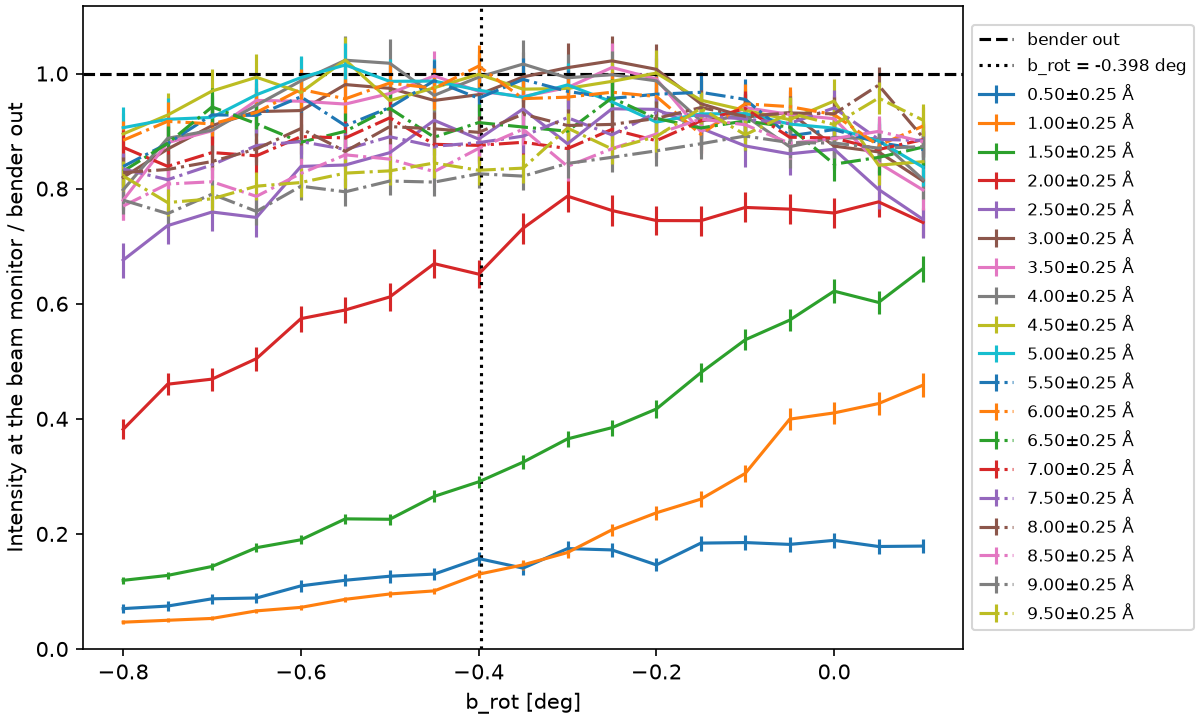 1.0
0.8
0.6
0.4
0.2
0.0
Intensity at the beam monitor / bender out
−0.8
−0.6
−0.4
−0.2
0.0
b_rot [deg]
bender out
b_rot = -0.398 deg
0.50±0.25 Å
1.00±0.25 Å
1.50±0.25 Å
2.00±0.25 Å
2.50±0.25 Å
3.00±0.25 Å
3.50±0.25 Å
4.00±0.25 Å
4.50±0.25 Å
5.00±0.25 Å
5.50±0.25 Å
6.00±0.25 Å
6.50±0.25 Å
7.00±0.25 Å
7.50±0.25 Å
8.00±0.25 Å
8.50±0.25 Å
9.00±0.25 Å
9.50±0.25 Å